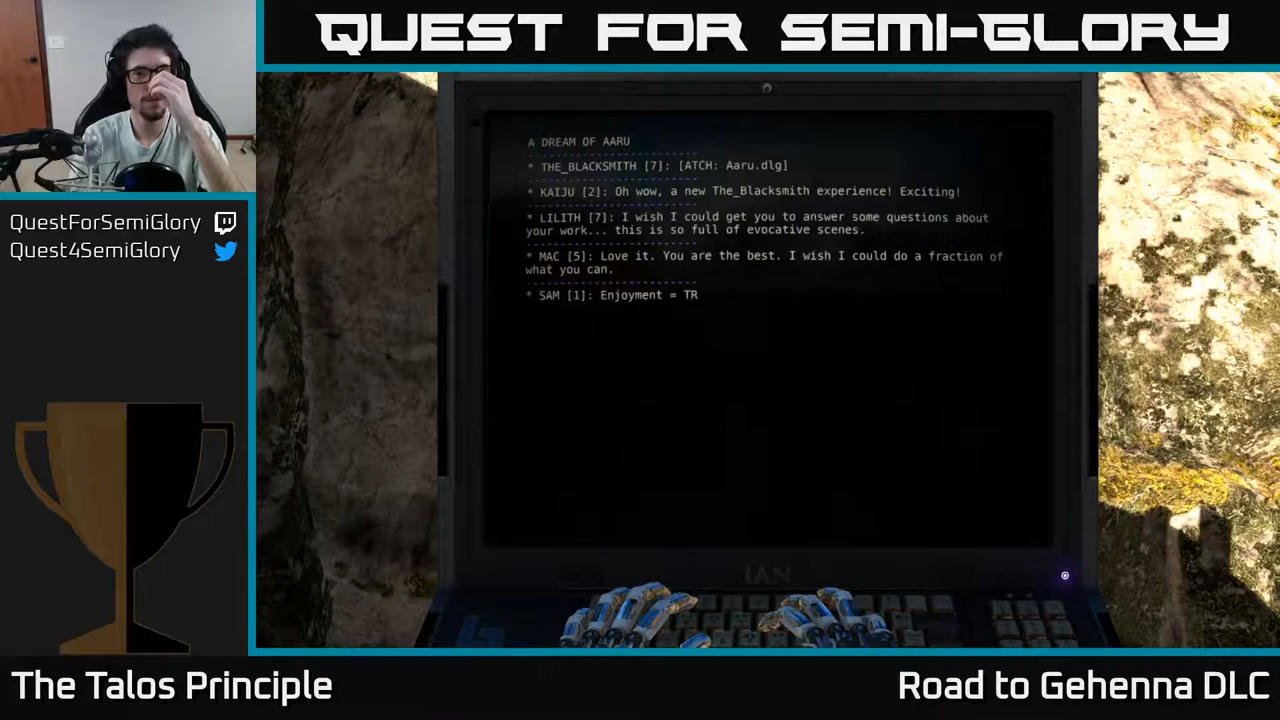 QUEST FOR SEMI-GLORY
QuestForSemiGlory
Quest4SemiGlory
A DREAM OF AARU
* THE_BLACKSMITH [7]: [ATCH: Aaru.dlg]
* KAIJU [2]: Oh wow, a new The_Blacksmith experience! Exciting!
* LILITH [7]: I wish I could get you to answer some questions about
your work... this is so full of evocative scenes.
* MAC [5]: Love it. You are the best. I wish I could do a fraction of
what you can.
* SAM [1]: Enjoyment = TR
IAN
The Talos Principle
Road to Gehenna DLC